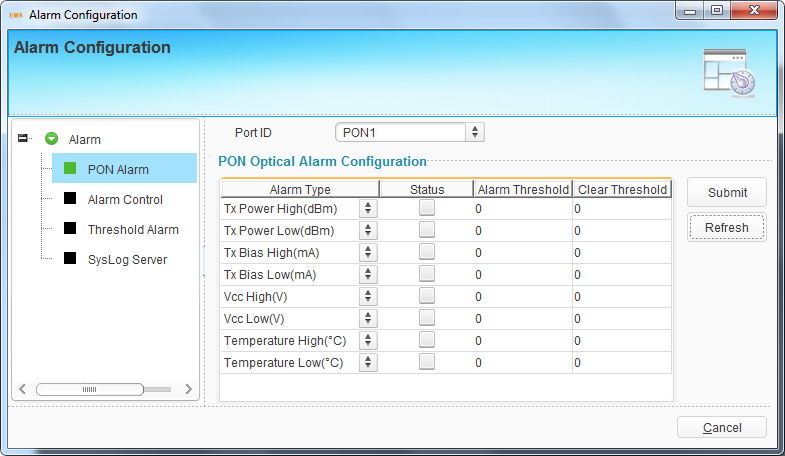 EMS Alarm Configuration
Alarm Configuration
Alarm
PON Alarm
Alarm Control
Threshold Alarm
SysLog Server
Port ID PON1
PON Optical Alarm Configuration
Alarm Type Status Alarm Threshold Clear Threshold
Tx Power High(dBm) 0 0
Tx Power Low(dBm) 0 0
Tx Bias High(mA) 0 0
Tx Bias Low(mA) 0 0
Vcc High(V) 0 0
Vcc Low(V) 0 0
Temperature High(°C) 0 0
Temperature Low(°C) 0 0
Submit
Refresh
Cancel